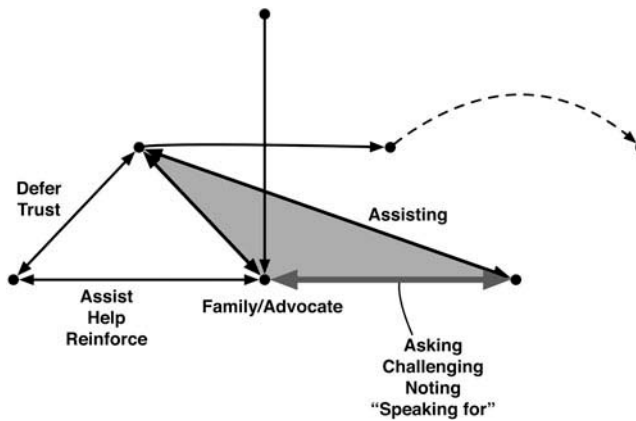 Defer
Trust
Assisting
Assist
Help
Reinforce
Family/Advocate
Asking
Challenging
Noting
“Speaking for”